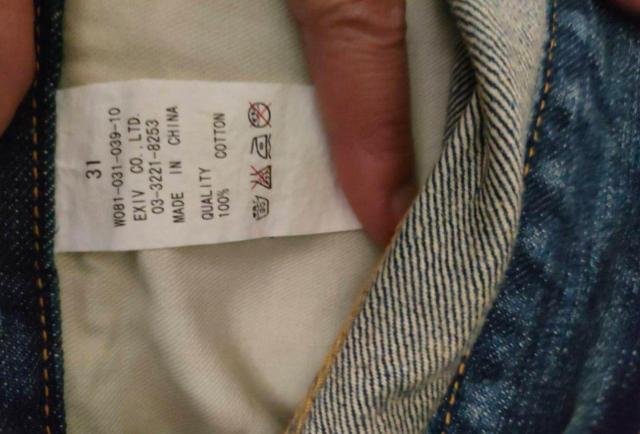 31
W081-031-039-10
EXIV CO.,LTD.
03-3221-8253
MADE IN CHINA
QUALITY
100% COTTON